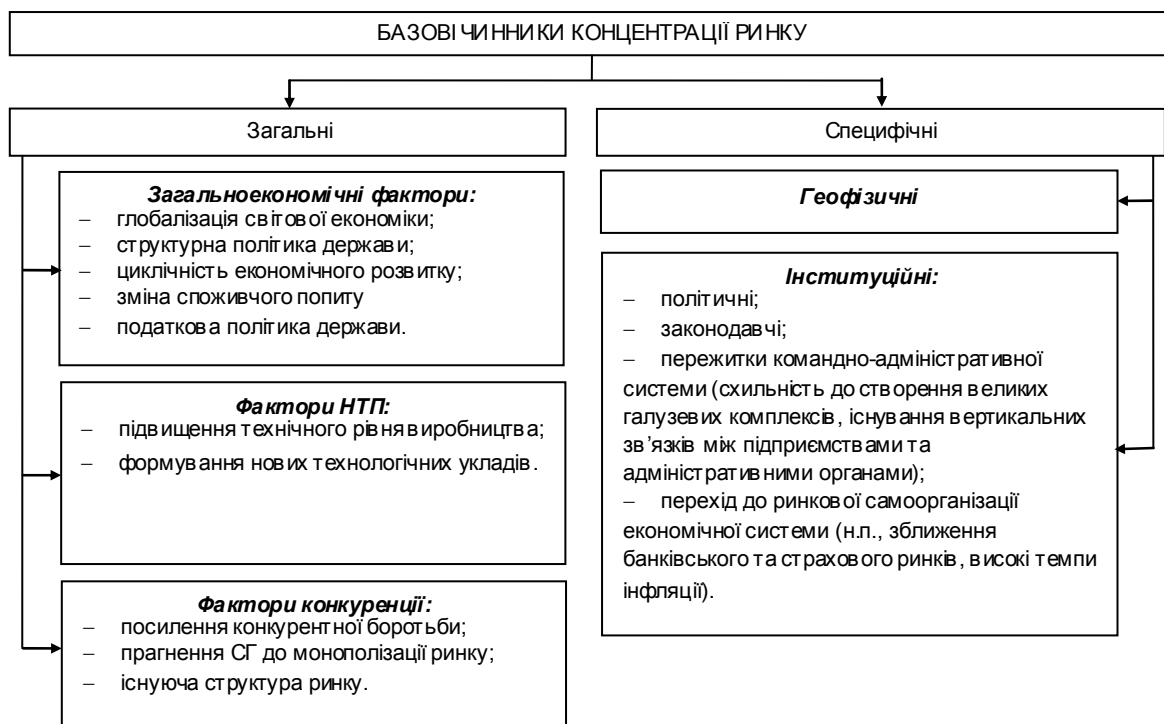 БАЗОВІ ЧИННИКИ КОНЦЕНТРАЦІЇ РИНКУ
Загальні
Загальноекономічні фактори:
– глобалізація світової економіки;
– структурна політика держави;
– циклічність економічного розвитку;
– зміна споживчого попиту
– податкова політика держави.
Фактори НТП:
– підвищення технічного рівня виробництва;
– формування нових технологічних укладів.
Фактори конкуренції:
– посилення конкурентної боротьби;
– прагнення СГ до монополізації ринку;
– існуюча структура ринку.
Специфічні
Геофізичні
Інституційні:
– політичні;
– законодавчі;
– пережитки командно-адміністративної
системи (схильність до створення великих
галузевих комплексів, існування вертикальних
зв’язків між підприємствами та
адміністративними органами);
– перехід до ринкової самоорганізації
економічної системи (н.п., зближення
банківського та страхового ринків, високі темпи
інфляції).